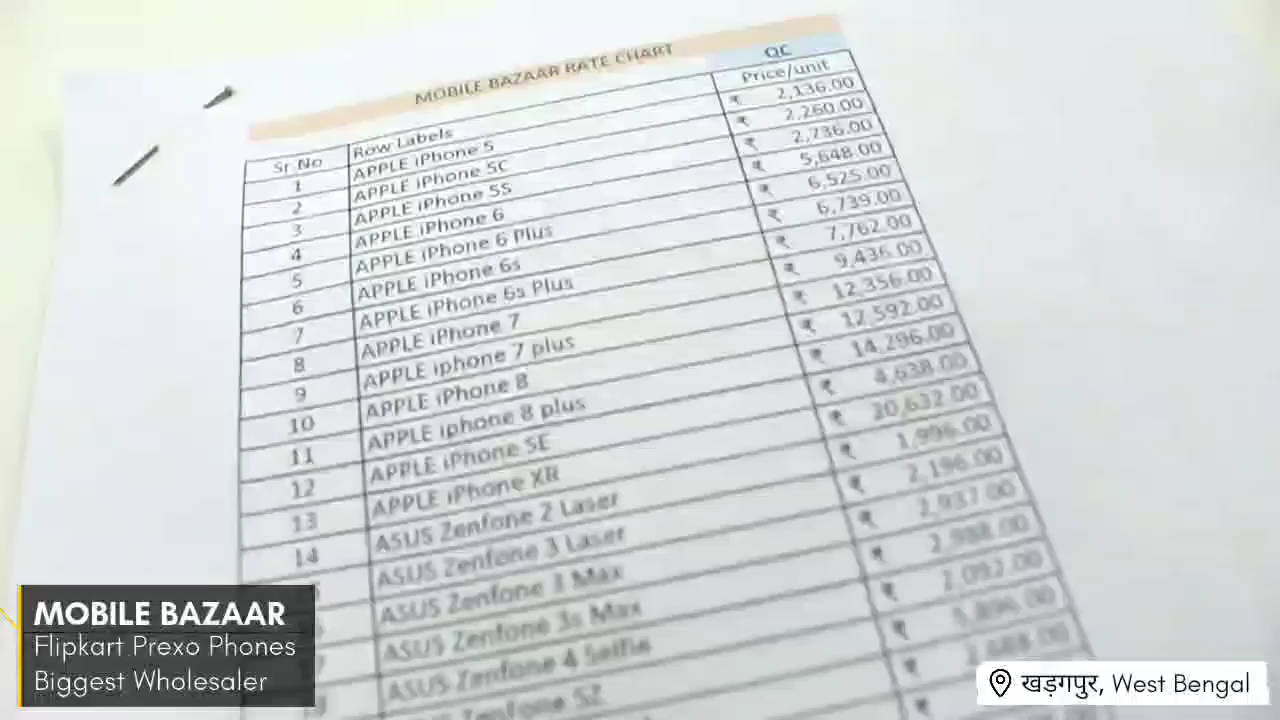 MOBILE BAZAAR RATE CHART QC
Sr No Row Labels Price/unit
1 APPLE iPhone 5 ₹ 2,136.00
2 APPLE iPhone 5C ₹ 2,260.00
3 APPLE iPhone 5S ₹ 2,736.00
4 APPLE iPhone 6 ₹ 5,648.00
5 APPLE iPhone 6 Plus ₹ 6,525.00
6 APPLE iPhone 6s ₹ 6,739.00
7 APPLE iPhone 6s Plus ₹ 7,762.00
8 APPLE iPhone 7 ₹ 9,436.00
9 APPLE iphone 7 plus ₹ 12,356.00
10 APPLE iPhone 8 ₹ 12,592.00
11 APPLE iphone 8 plus ₹ 14,296.00
12 APPLE iPhone SE ₹ 4,638.00
13 APPLE iPhone XR ₹ 20,632.00
14 ASUS Zenfone 2 Laser ₹ 1,996.00
ASUS Zenfone 3 Laser ₹ 2,196.00
ASUS Zenfone 3 Max ₹ 2,937.00
ASUS Zenfone 3s Max ₹ 2,988.00
ASUS Zenfone 4 Selfie ₹ 2,092.00
Zenfone 5Z ₹
MOBILE BAZAAR
Flipkart Prexo Phones
Biggest Wholesaler
खड़गपुर, West Bengal